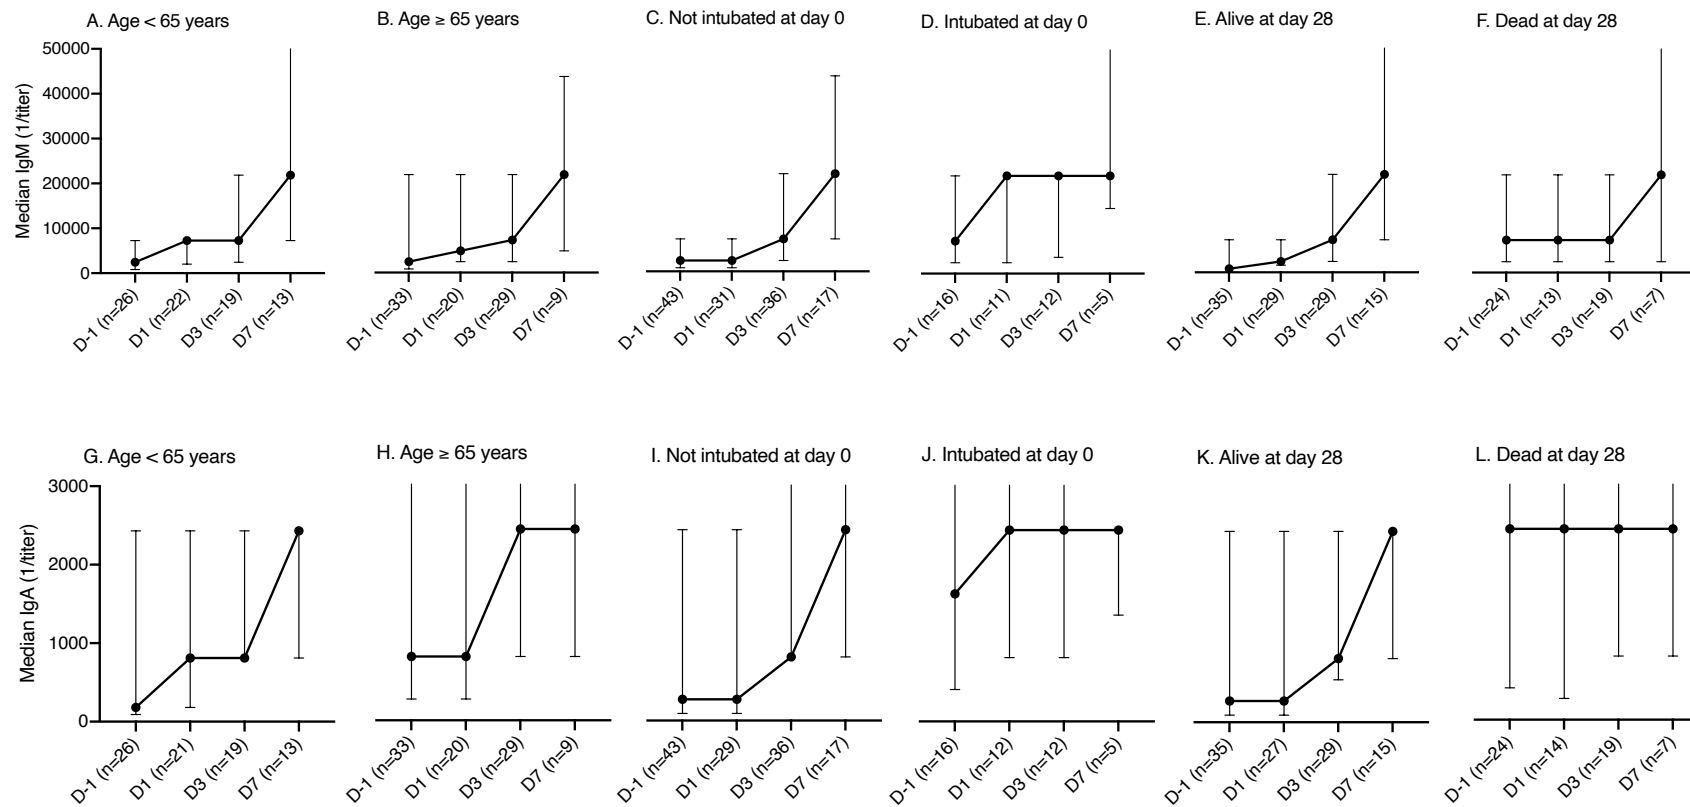 A. Age < 65 years
B. Age ≥ 65 years
C. Not intubated at day 0
D. Intubated at day 0
E. Alive at day 28
F. Dead at day 28
Median IgM (1/titer)
50000
40000
30000
20000
10000
0
D-1 (n=26)
D1 (n=22)
D3 (n=19)
D7 (n=13)
D-1 (n=33)
D1 (n=20)
D3 (n=29)
D7 (n=9)
D-1 (n=43)
D1 (n=31)
D3 (n=36)
D7 (n=17)
D-1 (n=16)
D1 (n=11)
D3 (n=12)
D7 (n=5)
D-1 (n=35)
D1 (n=29)
D3 (n=29)
D7 (n=15)
D-1 (n=24)
D1 (n=13)
D3 (n=19)
D7 (n=7)
G. Age < 65 years
H. Age ≥ 65 years
I. Not intubated at day 0
J. Intubated at day 0
K. Alive at day 28
L. Dead at day 28
Median IgA (1/titer)
3000
2000
1000
0
D-1 (n=26)
D1 (n=21)
D3 (n=19)
D7 (n=13)
D-1 (n=33)
D1 (n=20)
D3 (n=29)
D7 (n=9)
D-1 (n=43)
D1 (n=29)
D3 (n=36)
D7 (n=17)
D-1 (n=16)
D1 (n=12)
D3 (n=12)
D7 (n=5)
D-1 (n=35)
D1 (n=27)
D3 (n=29)
D7 (n=15)
D-1 (n=24)
D1 (n=14)
D3 (n=19)
D7 (n=7)